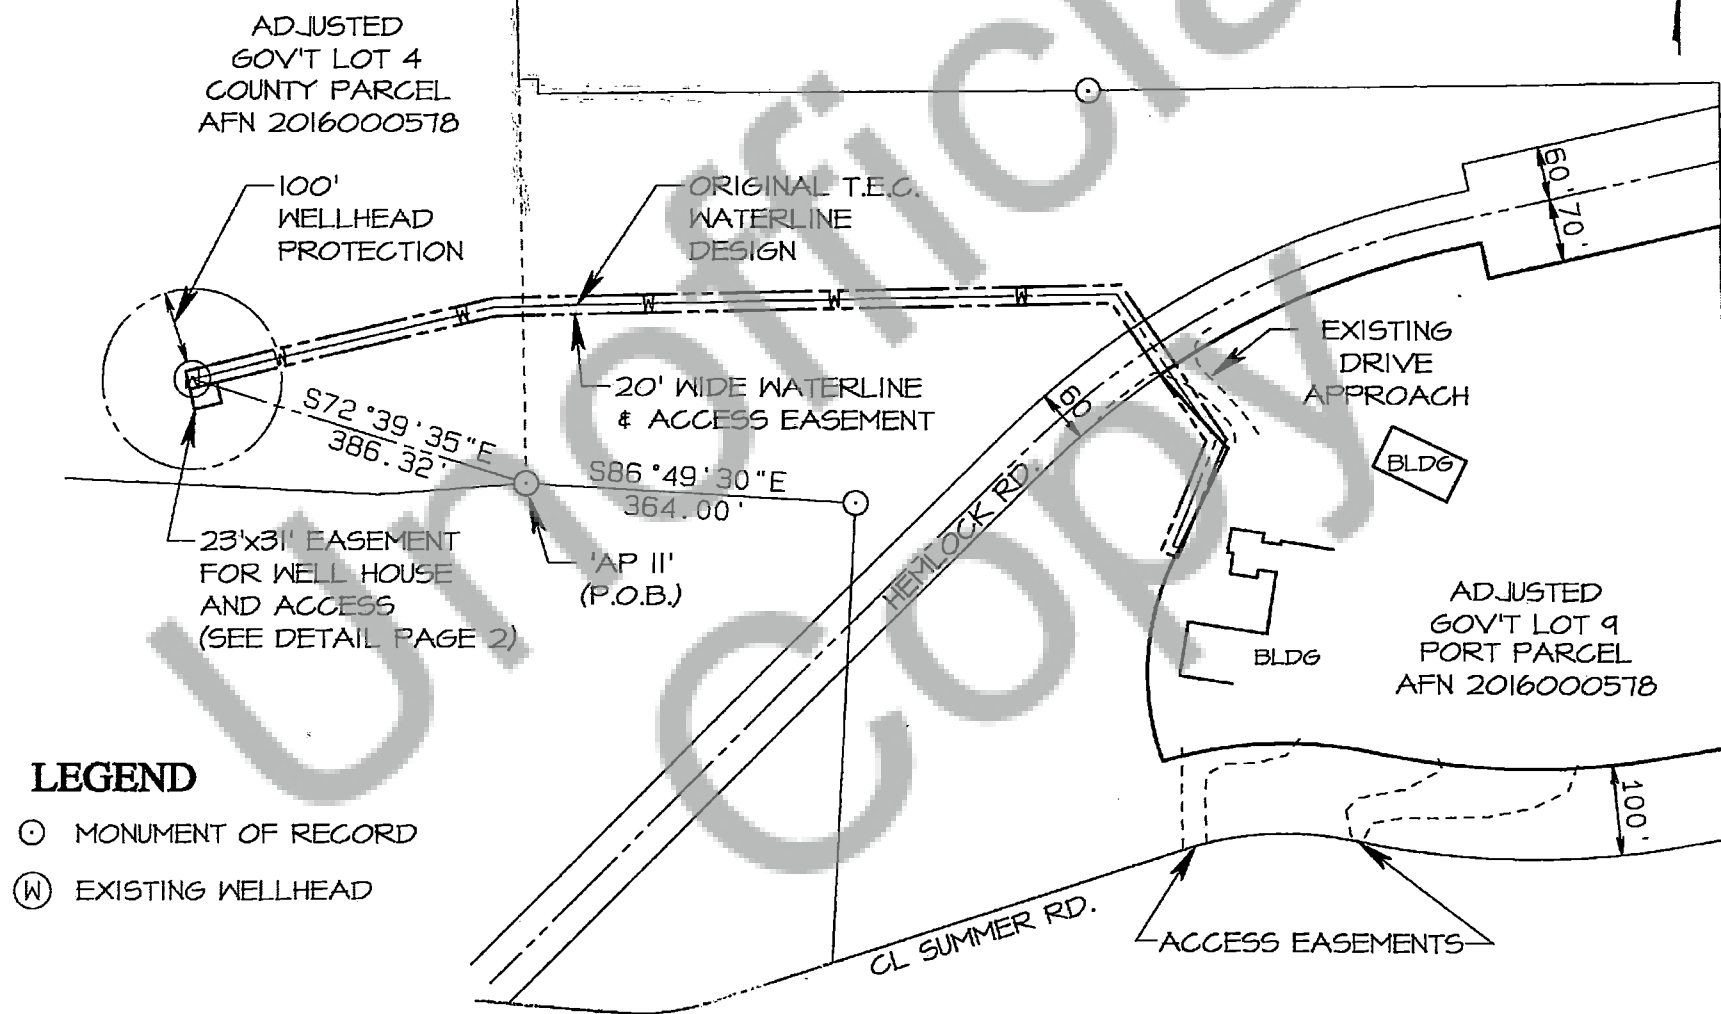 ADJUSTED
GOV'T LOT 4
COUNTY PARCEL
AFN 2016000578
100'
WELLHEAD
PROTECTION
ORIGINAL T.E.C.
WATERLINE
DESIGN
60'
70'
W
W
W
W
W
W
EXISTING
DRIVE
APPROACH
20' WIDE WATERLINE
& ACCESS EASEMENT
60'
S72°39'35"E
386.32'
S86°49'30"E
364.00'
BLDG
HEMLOCK RD.
23'x31' EASEMENT
FOR WELL HOUSE
AND ACCESS
(SEE DETAIL PAGE 2)
'AP 11'
(P.O.B.)
BLDG
ADJUSTED
GOV'T LOT 9
PORT PARCEL
AFN 2016000578
LEGEND
MONUMENT OF RECORD
W EXISTING WELLHEAD
100'
CL SUMMER RD.
ACCESS EASEMENTS
Unofficial
Copy